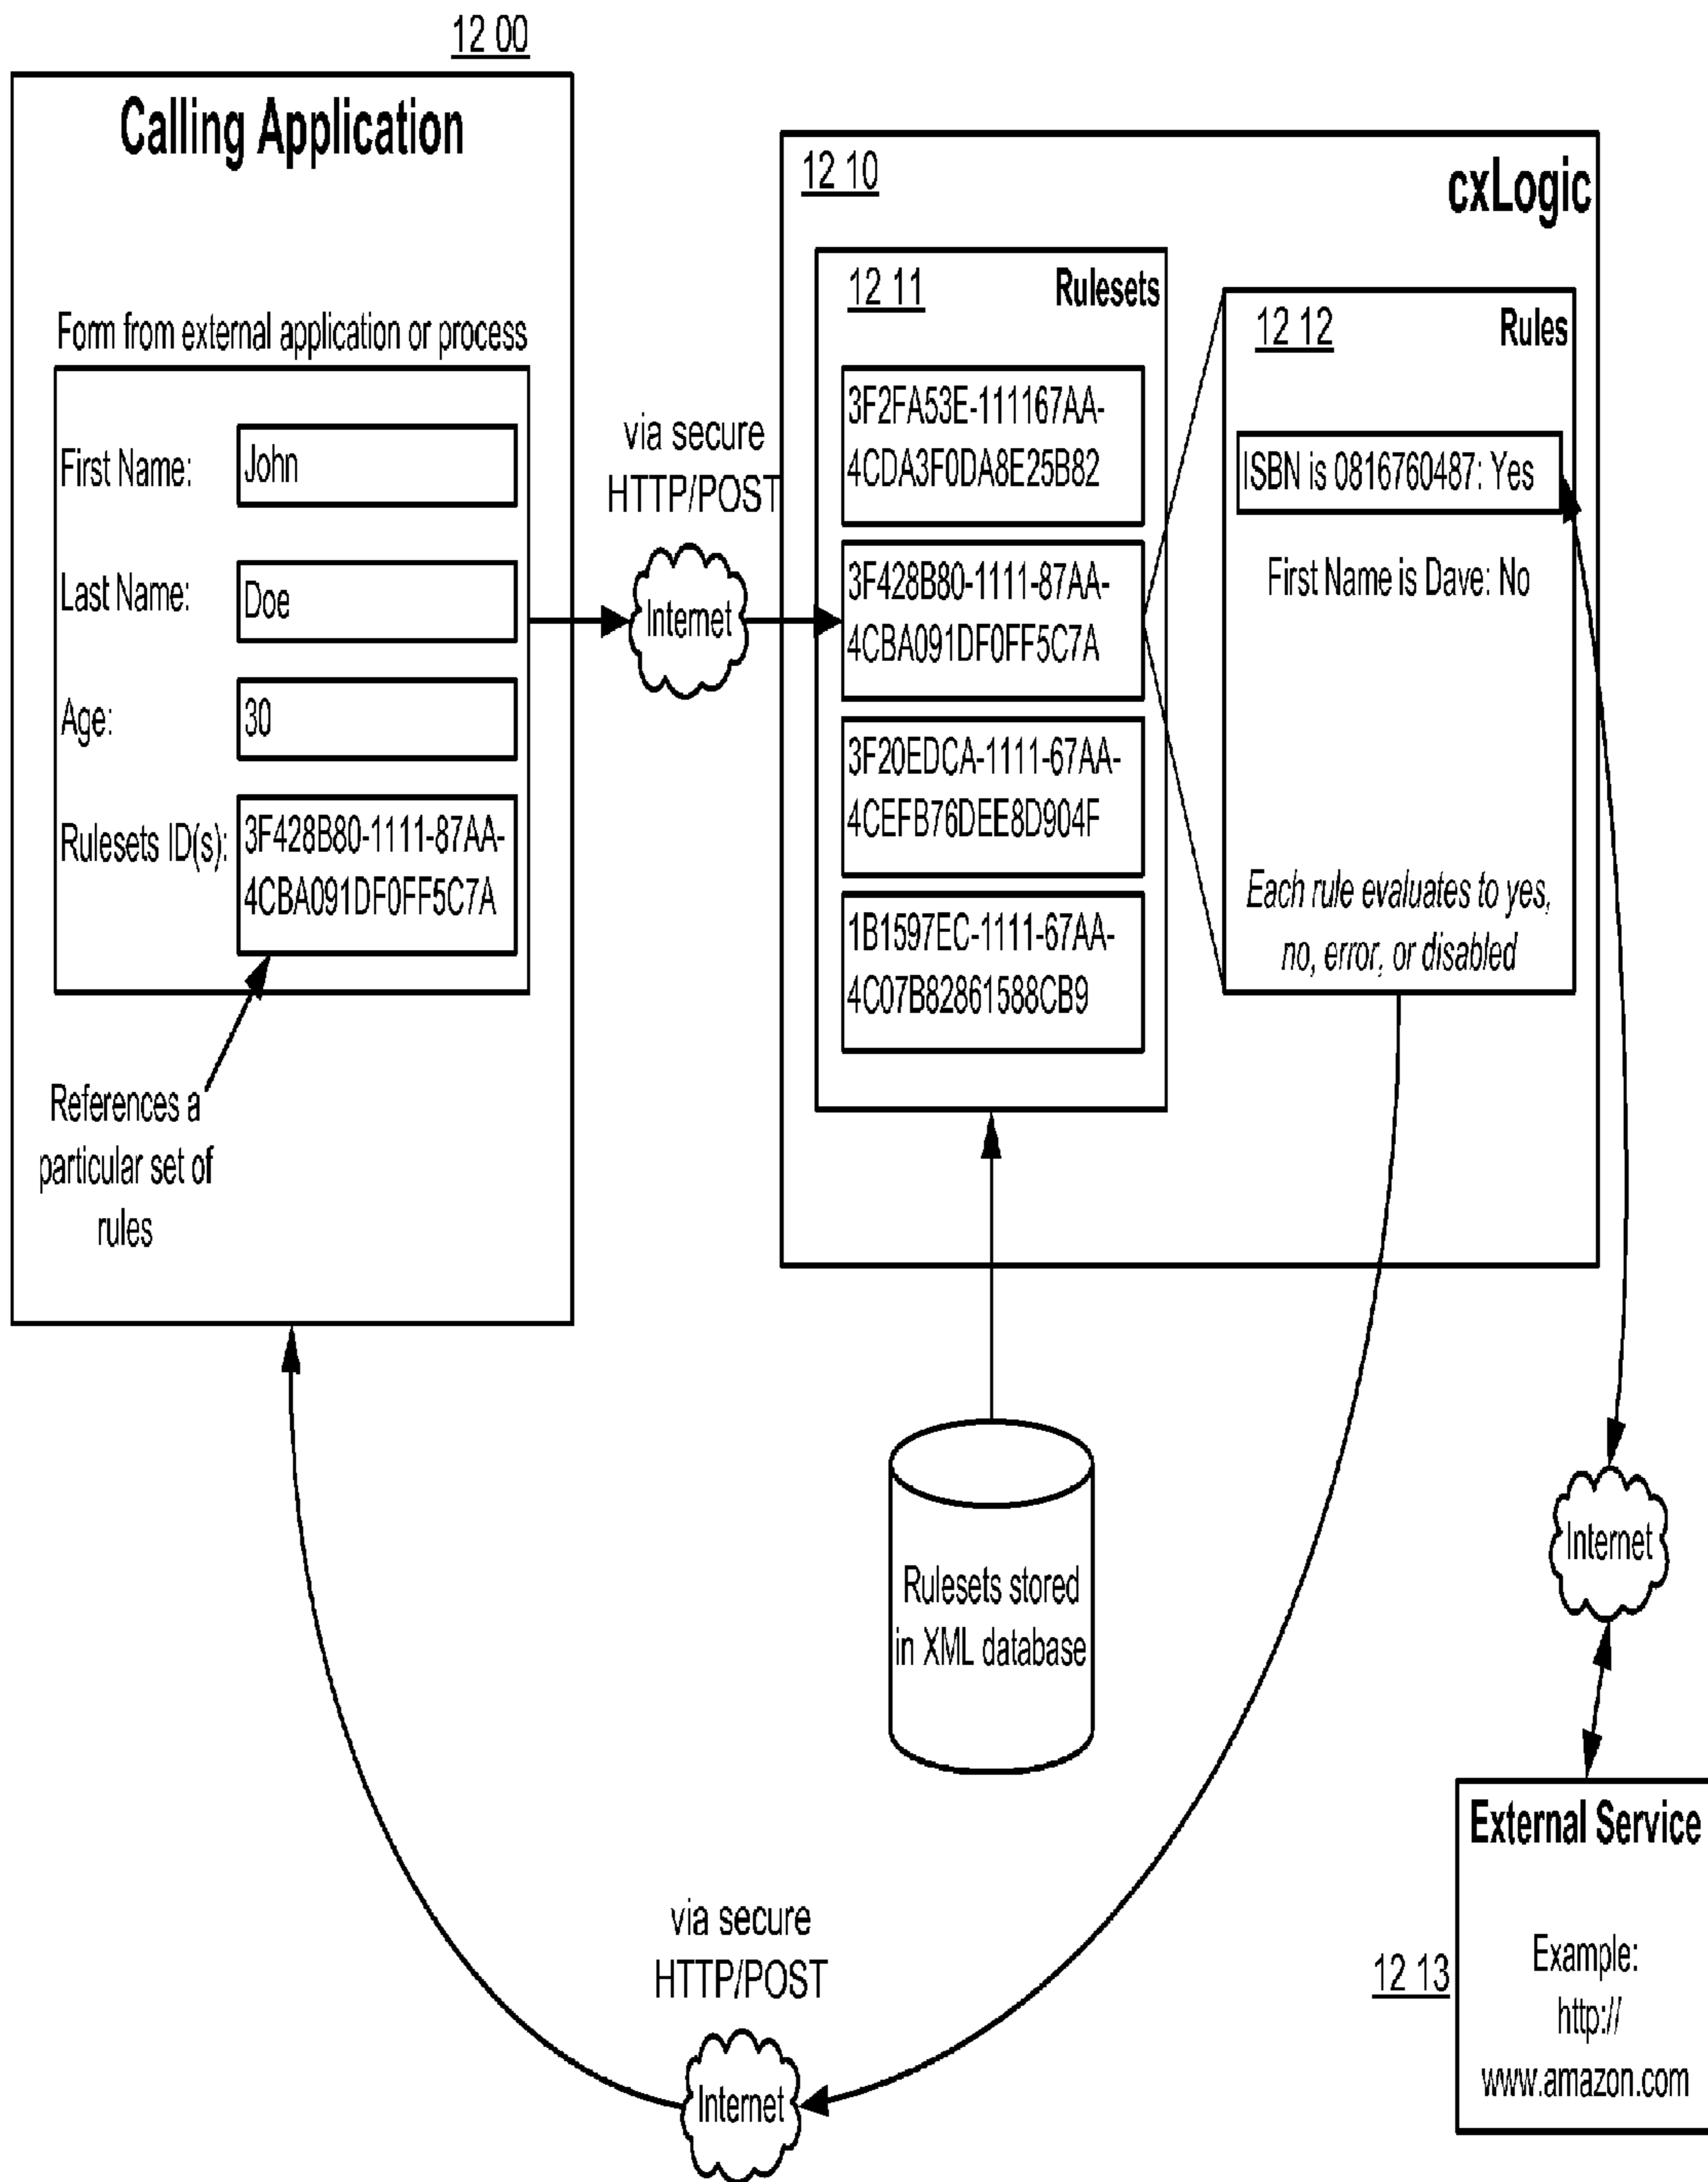 12 00
Calling Application
Form from external application or process
First Name:
John
Last Name:
Doe
Age:
30
Rulesets ID(s):
3F428B80-1111-87AA-
4CBA091DF0FF5C7A
References a
particular set of
rules
via secure
HTTP/POST
Internet
12 10
cxLogic
12 11
Rulesets
3F2FA53E-111167AA-
4CDA3F0DA8E25B82
3F428B80-1111-87AA-
4CBA091DF0FF5C7A
3F20EDCA-1111-67AA-
4CEFB76DEE8D904F
1B1597EC-1111-67AA-
4C07B82861588CB9
12 12
Rules
ISBN is 0816760487: Yes
First Name is Dave: No
Each rule evaluates to yes,
no, error, or disabled
Rulesets stored
in XML database
Internet
External Service
12 13
Example:
http://
www.amazon.com
via secure
HTTP/POST
Internet